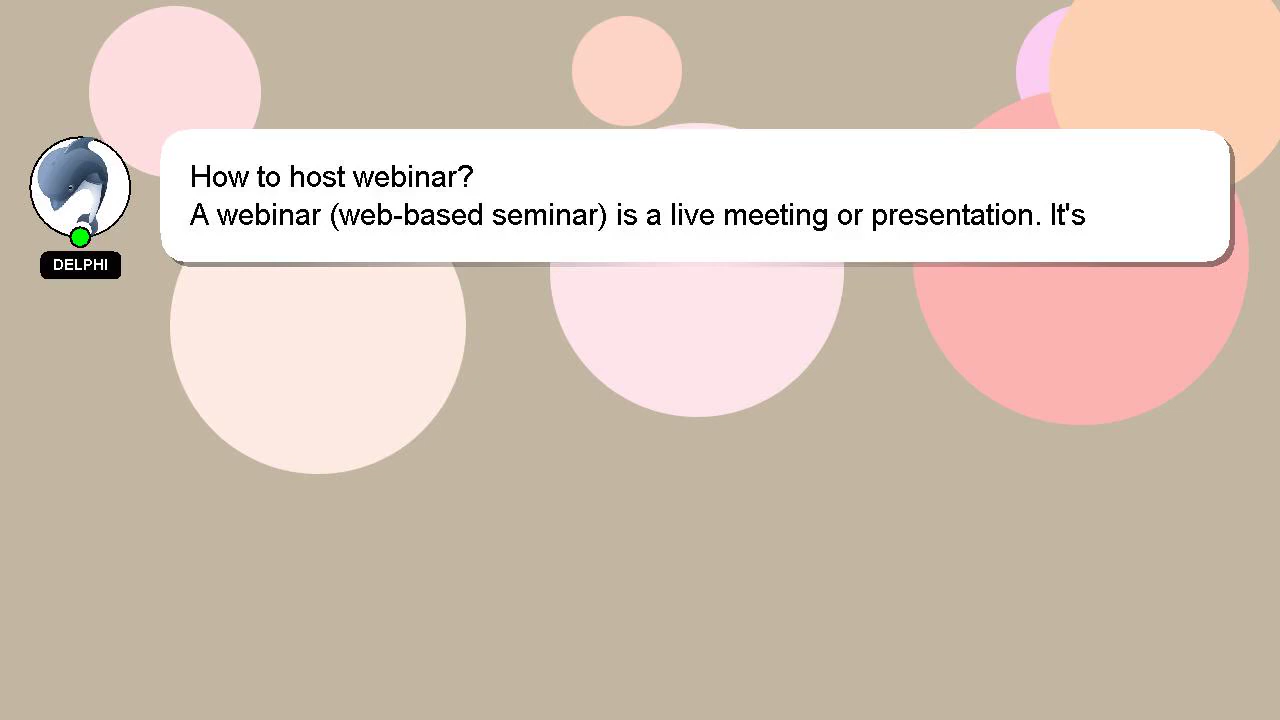 How to host webinar?
A webinar (web-based seminar) is a live meeting or presentation. It's
DELPHI